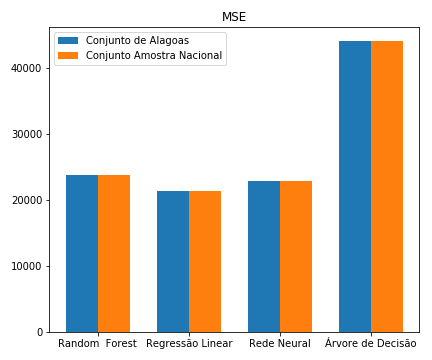 MSE
Conjunto de Alagoas
Conjunto Amostra Nacional
40000
30000
20000
10000
0
Random  Forest
Regressão Linear
Rede Neural
Árvore de Decisão